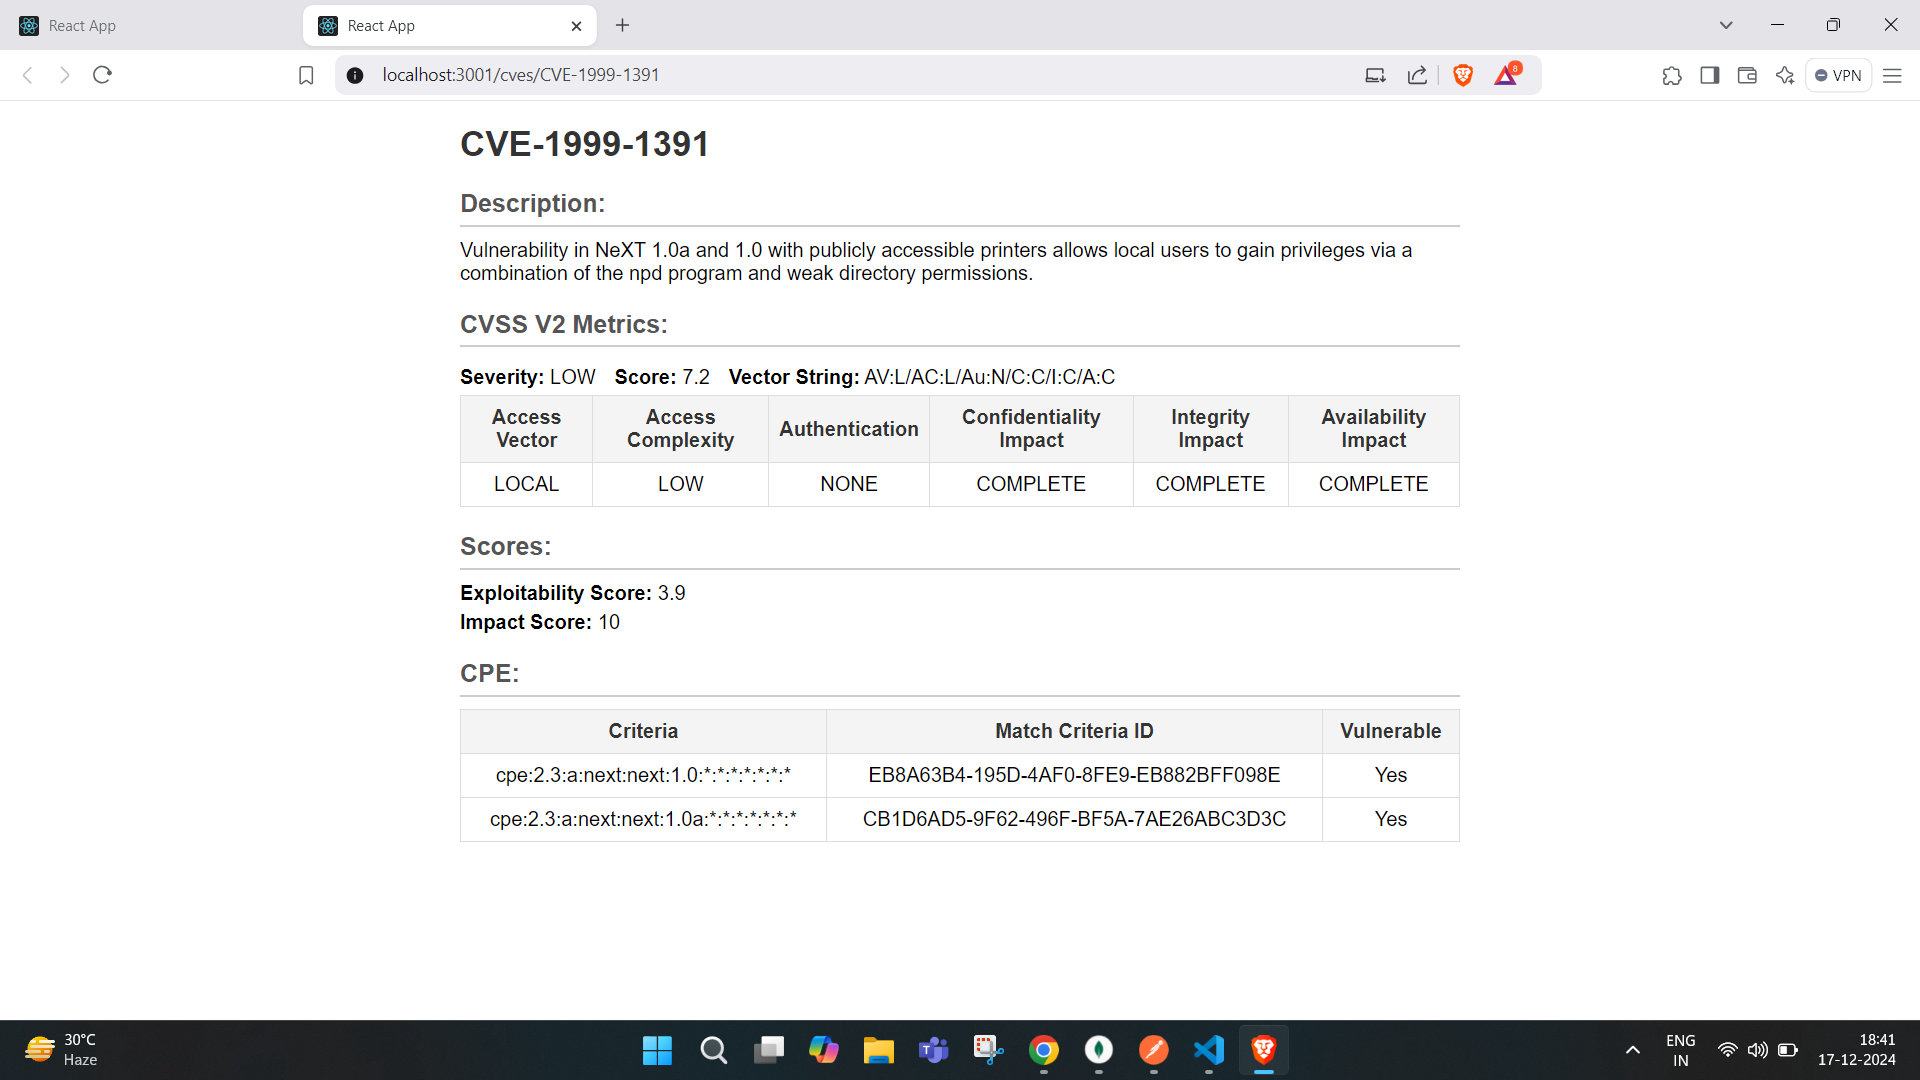 React App
React App
localhost:3001/cves/CVE-1999-1391
8
VPN
CVE-1999-1391
Description:
Vulnerability in NeXT 1.0a and 1.0 with publicly accessible printers allows local users to gain privileges via a
combination of the npd program and weak directory permissions.
CVSS V2 Metrics:
Severity: LOW Score: 7.2 Vector String: AV:L/AC:L/Au:N/C:C/I:C/A:C
Access Vector Access Complexity Authentication Confidentiality Impact Integrity Impact Availability Impact
LOCAL LOW NONE COMPLETE COMPLETE COMPLETE
Scores:
Exploitability Score: 3.9
Impact Score: 10
CPE:
Criteria Match Criteria ID Vulnerable
cpe:2.3:a:next:next:1.0:*:*:*:*:*:*:* EB8A63B4-195D-4AF0-8FE9-EB882BFF098E Yes
cpe:2.3:a:next:next:1.0a:*:*:*:*:*:*:* CB1D6AD5-9F62-496F-BF5A-7AE26ABC3D3C Yes
30°C
Haze
ENG
IN
18:41
17-12-2024